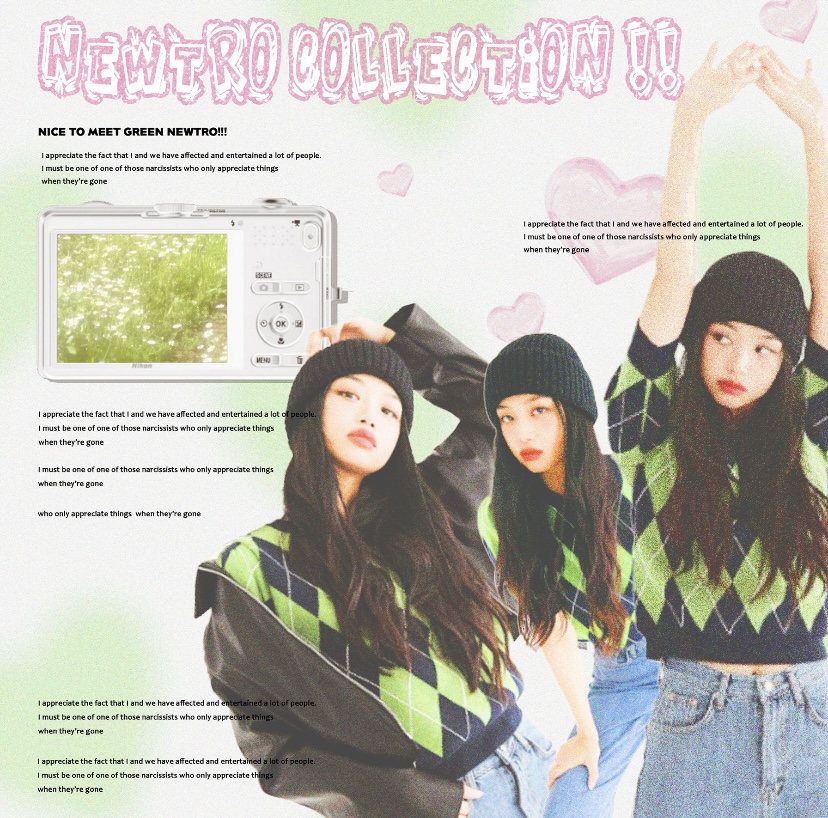 NEWTRO COLLECTION !!
NICE TO MEET GREEN NEWTRO!!!
I appreciate the fact that I and we have affected and entertained a lot of people.
I must be one of one of those narcissists who only appreciate things
when they're gone
I appreciate the fact that I and we have affected and entertained a lot of people.
I must be one of one of those narcissists who only appreciate things
when they're gone
SCENE
OK
MENU
Nikon
I appreciate the fact that I and we have affected and entertained a lot of people.
I must be one of one of those narcissists who only appreciate things
when they're gone
I must be one of one of those narcissists who only appreciate things
when they're gone
who only appreciate things when they're gone
I appreciate the fact that I and we have affected and entertained a lot of people.
I must be one of one of those narcissists who only appreciate things
when they're gone
I appreciate the fact that I and we have affected and entertained a lot of people.
I must be one of one of those narcissists who only appreciate things
when they're gone